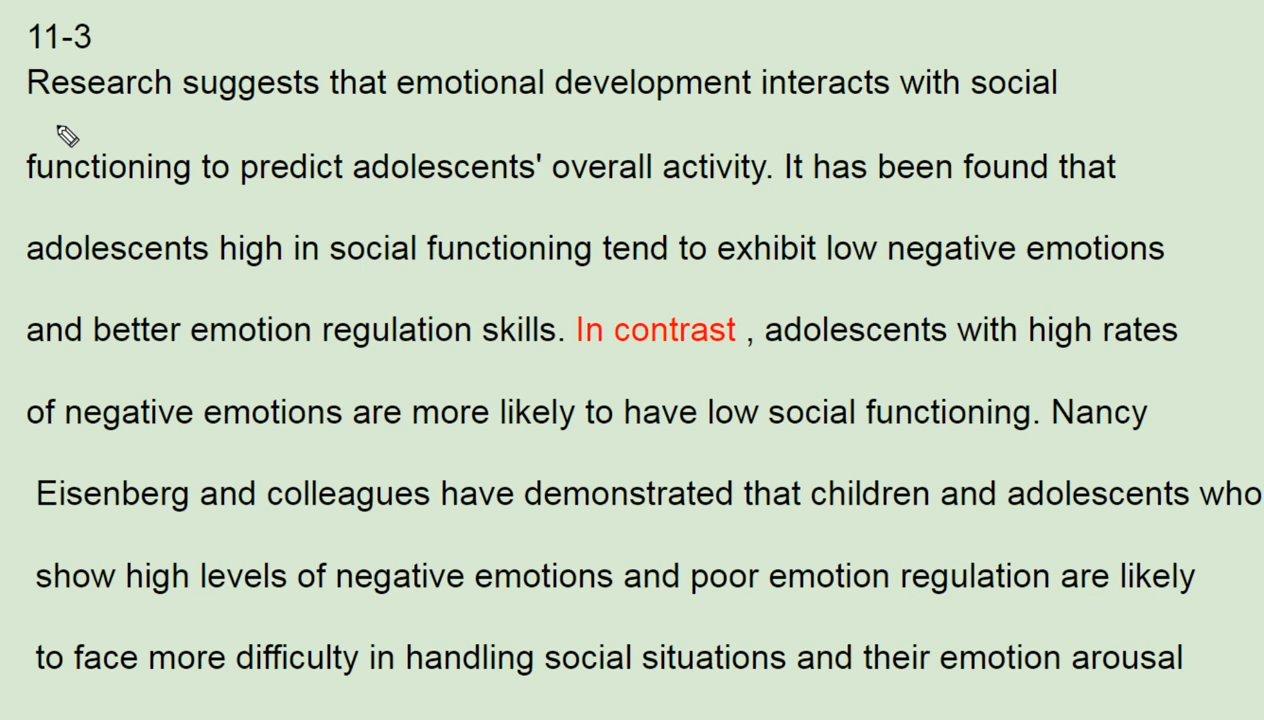 11-3
Research suggests that emotional development interacts with social
functioning to predict adolescents' overall activity. It has been found that
adolescents high in social functioning tend to exhibit low negative emotions
and better emotion regulation skills. In contrast , adolescents with high rates
of negative emotions are more likely to have low social functioning. Nancy
Eisenberg and colleagues have demonstrated that children and adolescents who
show high levels of negative emotions and poor emotion regulation are likely
to face more difficulty in handling social situations and their emotion arousal